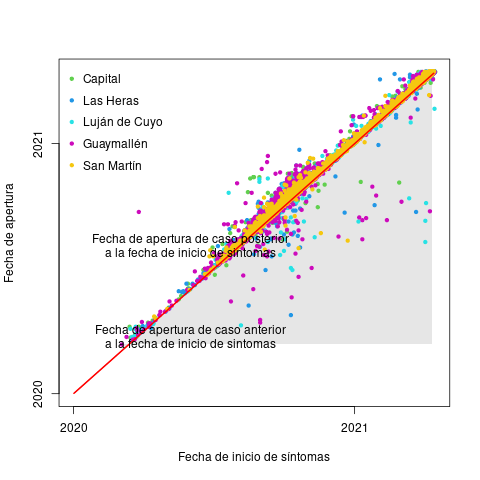 Capital
Las Heras
Luján de Cuyo
Guaymallén
San Martín
2021
Fecha de apertura
Fecha de apertura de caso posterior
a la fecha de inicio de síntomas
Fecha de apertura de caso anterior
a la fecha de inicio de sintomas
2020
2020
2021
Fecha de inicio de síntomas